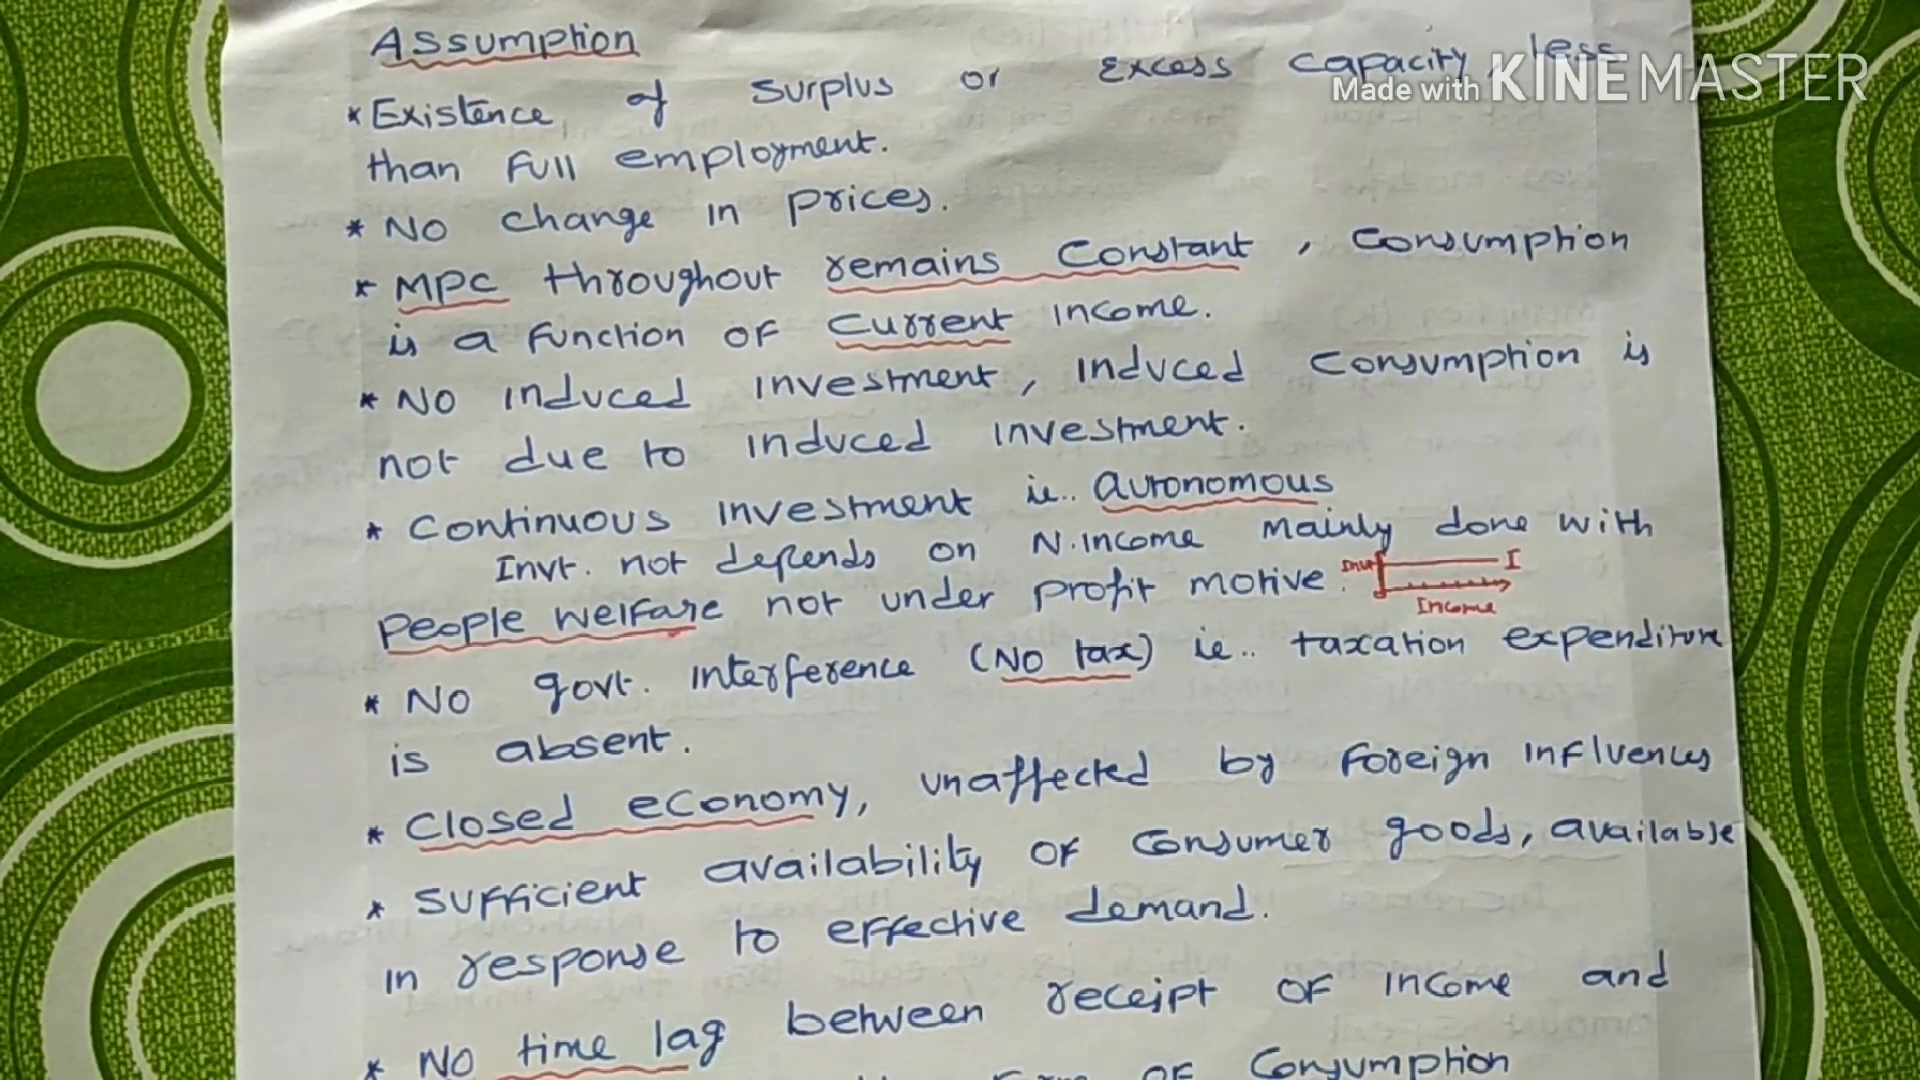 Assumption
* Existence of surplus or Excess capacity, less
Made with KINEMASTER
than full employment.
* No change in prices.
* MPC throughout remains constant, consumption
is a function of current income.
* No induced investment, induced consumption is
not due to induced investment.
* Continuous investment ie.. autonomous
Invt. not depends on N.income mainly done with
people welfare not under profit motive.
Invt I
Income
* No govt. interference (No tax) ie.. taxation expenditure
is absent.
* Closed economy, unaffected by foreign influences
* Sufficient availability of consumer goods, available
in response to effective demand.
* No time lag between receipt of income and
of consumption